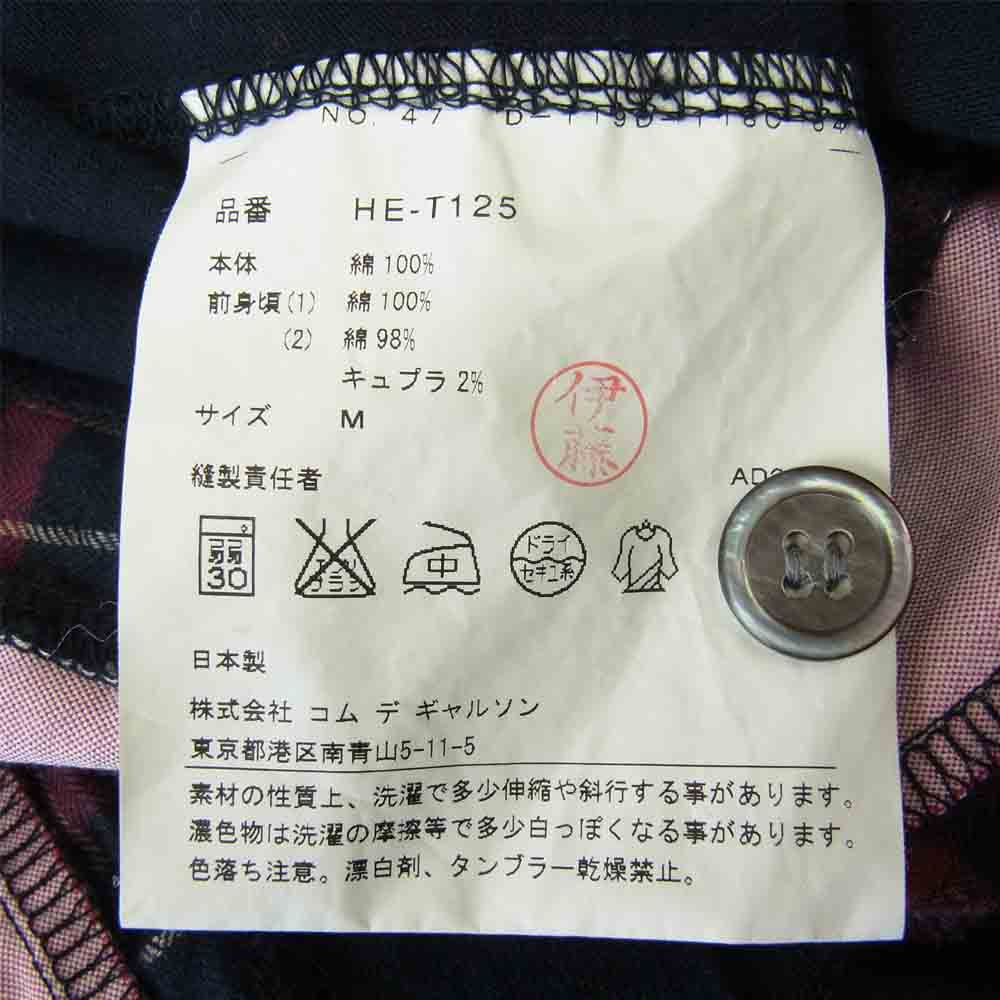 NO. 47
品番 HE-T125
本体 綿 100%
前身頃(1) 綿 100%
(2) 綿 98%
キュプラ 2%
サイズ M
伊藤
縫製責任者
弱
30
中
ドライ
セキユ系
日本製
株式会社 コム デ ギャルソン
東京都港区南青山5-11-5
素材の性質上、洗濯で多少伸縮や斜行する事があります。
濃色物は洗濯の摩擦等で多少白っぽくなる事があります。
色落ち注意。漂白剤、タンブラー乾燥禁止。